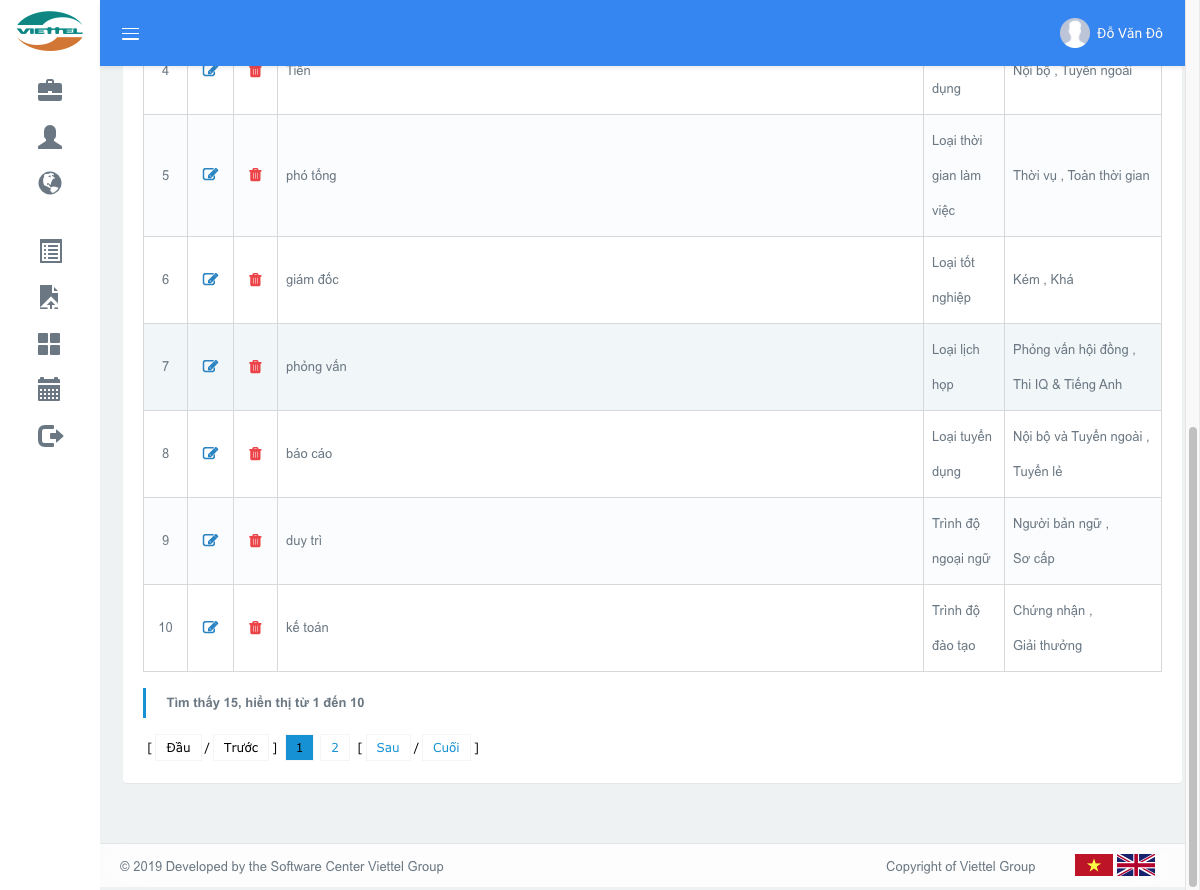 VIETTEL
Đỗ Văn Đô
4 Tiền Nội bộ , Tuyển ngoài
dụng
Loại thời
5 phó tổng gian làm Thời vụ , Toàn thời gian
việc
Loại tốt
6 giám đốc Kém , Khá
nghiệp
Loại lịch Phỏng vấn hội đồng ,
7 phỏng vấn
họp Thi IQ & Tiếng Anh
Loại tuyển Nội bộ và Tuyển ngoài ,
8 báo cáo
dụng Tuyển lẻ
Trình độ Người bản ngữ ,
9 duy trì
ngoại ngữ Sơ cấp
Trình độ Chứng nhận ,
10 kế toán
đào tạo Giải thưởng
Tìm thấy 15, hiển thị từ 1 đến 10
[ Đầu / Trước ] 1 2 [ Sau / Cuối ]
© 2019 Developed by the Software Center Viettel Group Copyright of Viettel Group